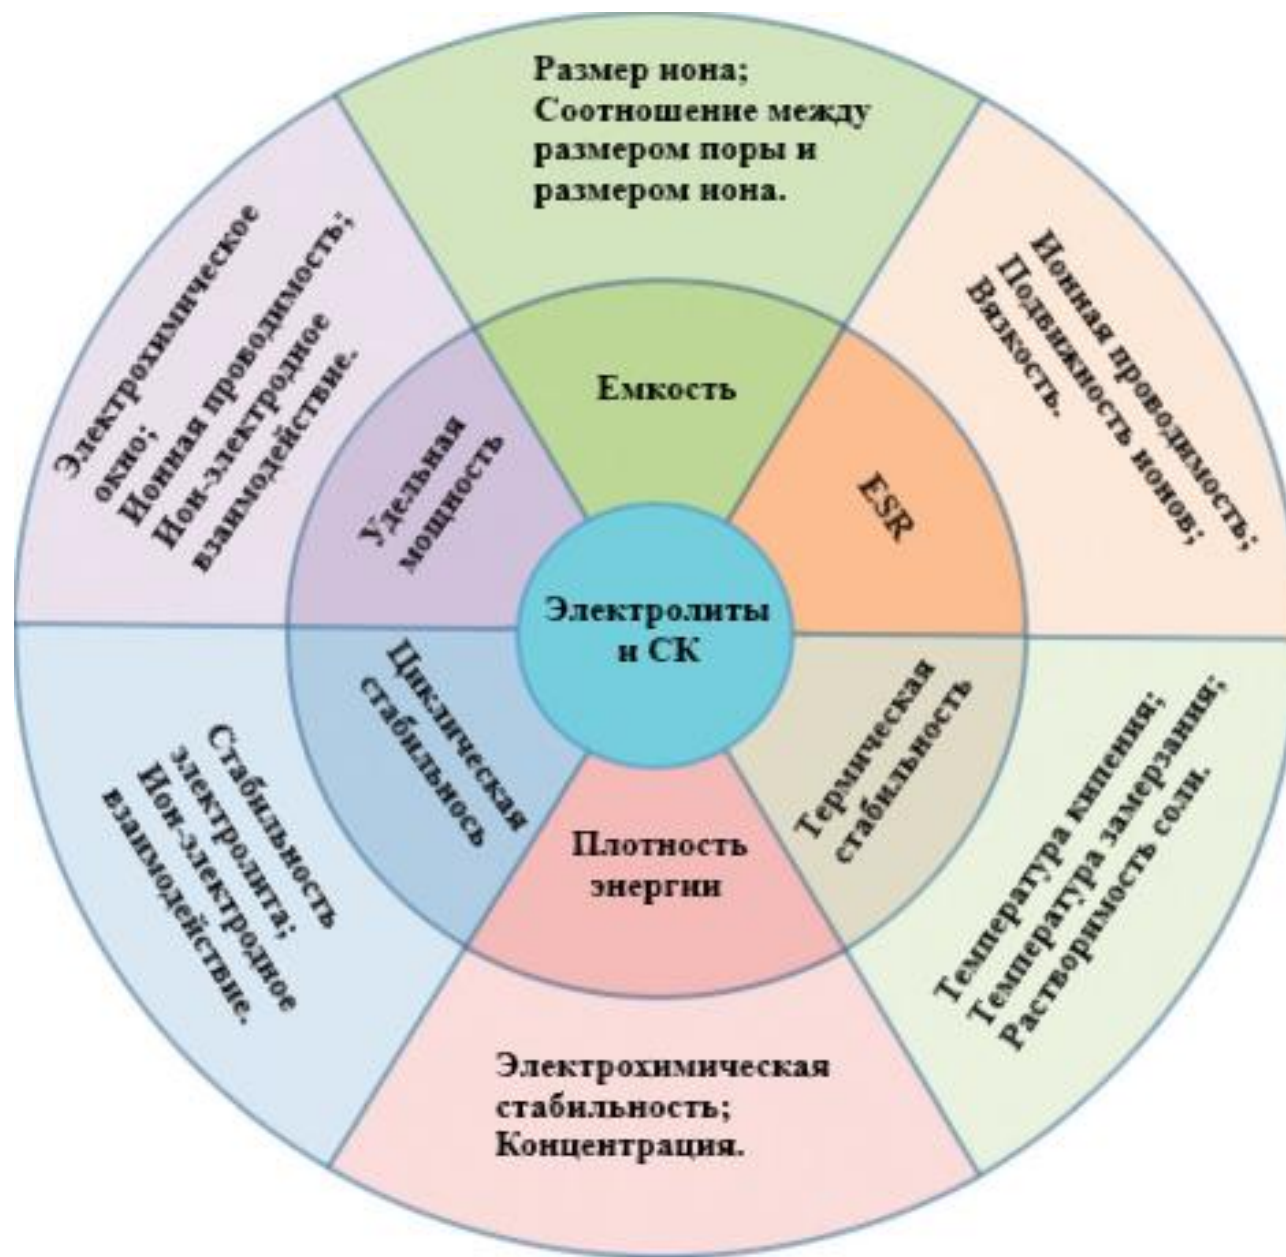 Размер иона;
Соотношение между
размером поры и
размером иона.
Емкость
Ионная проводимость;
Подвижность ионов;
Вязкость.
ESR
Температура кипения;
Температура замерзания;
Растворимость соли.
Термическая
стабильность
Электрохимическая
стабильность;
Концентрация.
Плотность
энергии
Стабильность
электролита;
Ион-электродное
взаимодействие.
Циклическая
стабильнось
Электрохимическое
окно;
Ионная проводимость;
Ион-электродное
взаимодействие.
Удельная
мощность
Электролиты
и СК